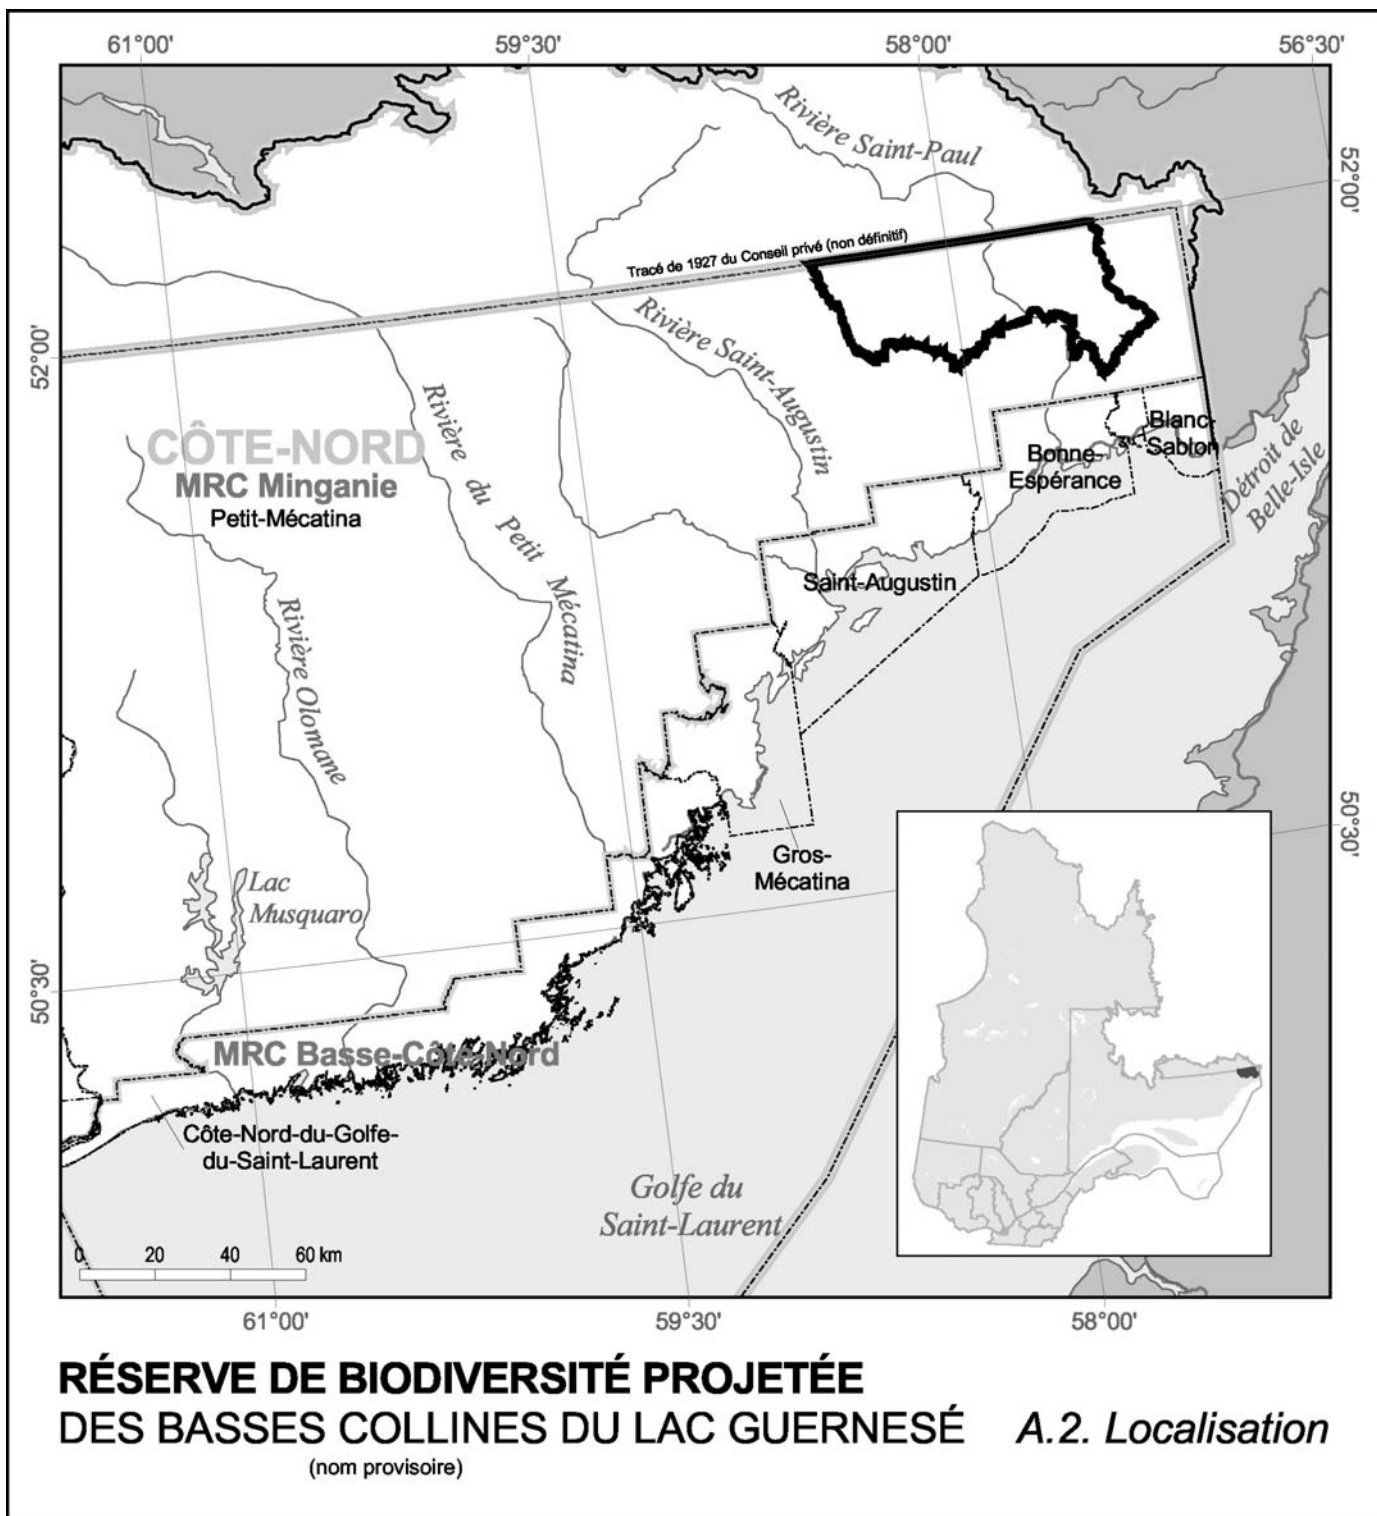 61°00'
59°30'
58°00'
56°30'
Rivière Saint-Paul
52°00'
Tracé de 1927 du Conseil privé (non définitif)
Rivière Saint-Augustin
52°00'
Rivière du Petit Mécatina
CÔTE-NORD
MRC Minganie
Petit-Mécatina
Blanc-
Sablon
Bonne-
Espérance
Détroit de
Belle-Isle
Saint-Augustin
Rivière Olomane
50°30'
Gros-
Mécatina
Lac
Musquaro
50°30'
MRC Basse-Côte-Nord
Côte-Nord-du-Golfe-
du-Saint-Laurent
Golfe du
Saint-Laurent
0 20 40 60 km
61°00'
59°30'
58°00'
RÉSERVE DE BIODIVERSITÉ PROJETÉE
DES BASSES COLLINES DU LAC GUERNESÉ A.2. Localisation
(nom provisoire)